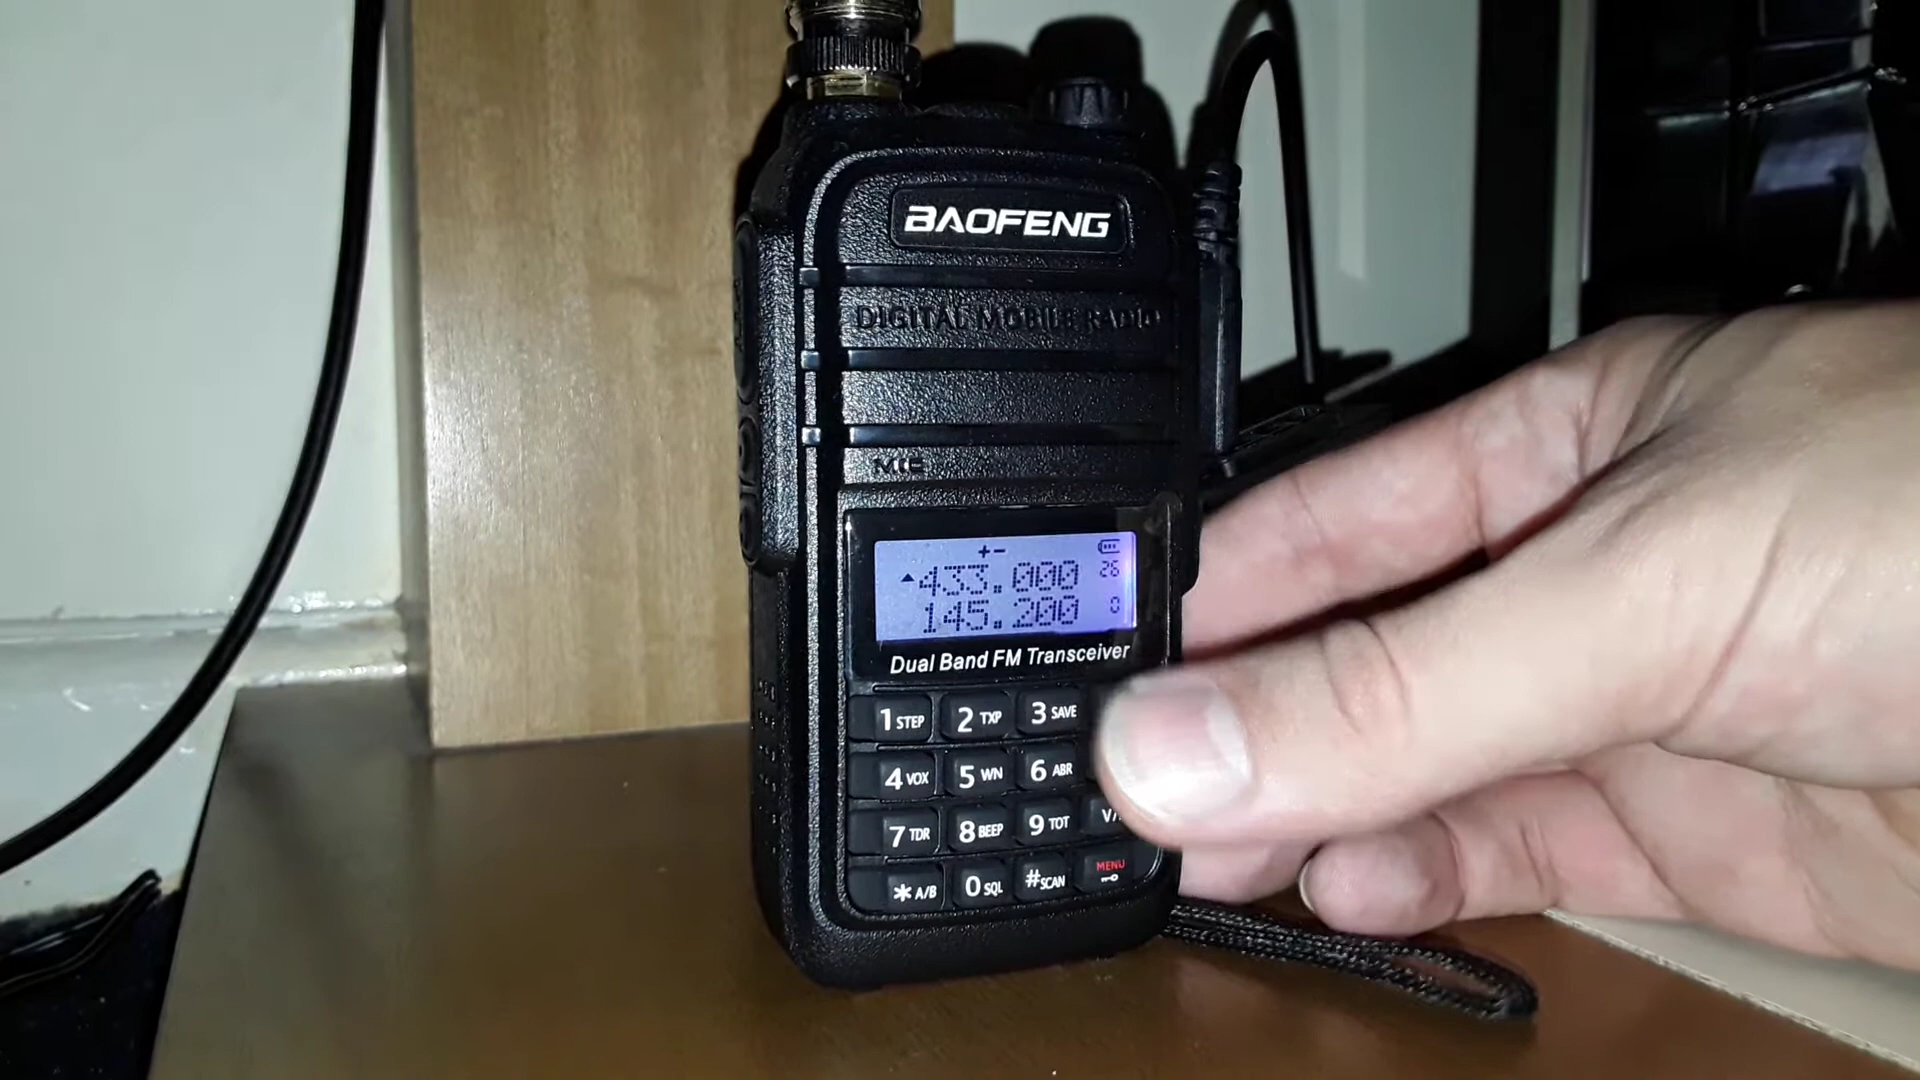 BAOFENG
DIGITAL MOBILE RADIO
MIC
+-
▲433.000 26
145.200 0
Dual Band FM Transceiver
1 STEP 2 TXP 3 SAVE
4 VOX 5 WN 6 ABR
7 TDR 8 BEEP 9 TOT V/
* A/B 0 SQL # SCAN MENU